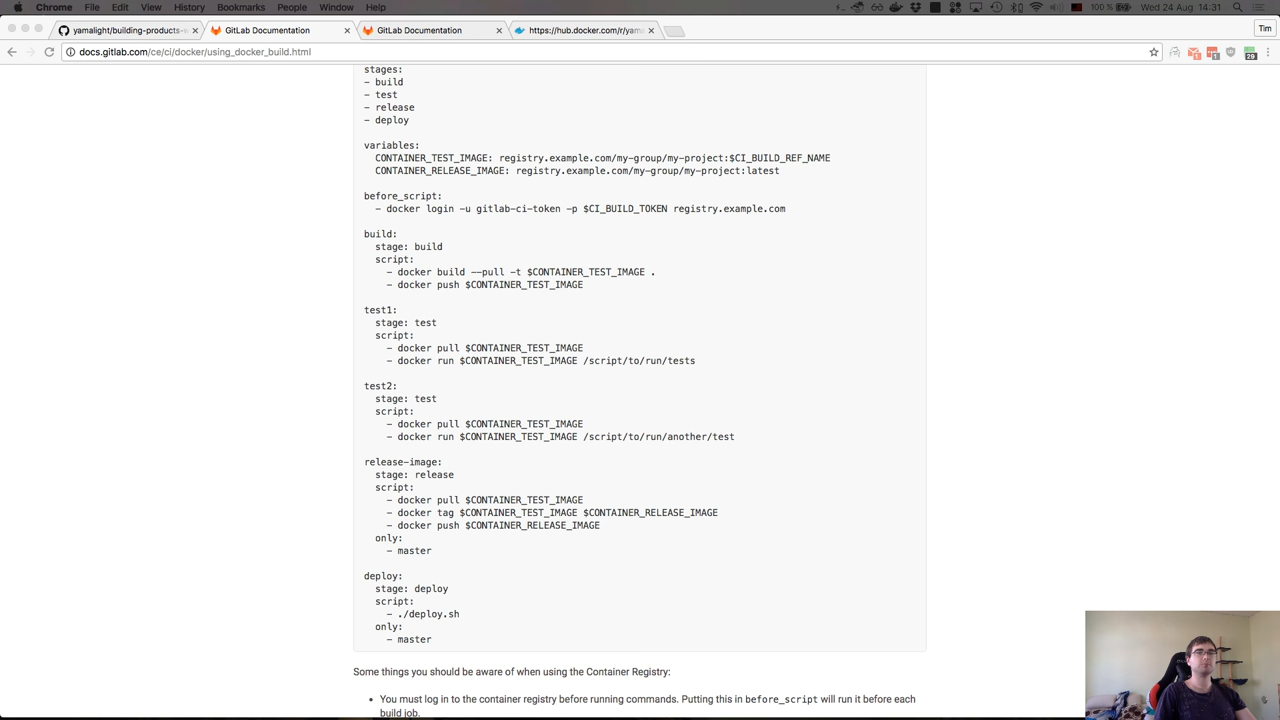 Chrome File Edit View History Bookmarks People Window Help 100 % Wed 24 Aug 14:31
yamalight/building-products-w × GitLab Documentation × GitLab Documentation × https://hub.docker.com/r/yam × Tim
docs.gitlab.com/ce/ci/docker/using_docker_build.html
stages:
- build
- test
- release
- deploy
variables:
CONTAINER_TEST_IMAGE: registry.example.com/my-group/my-project:$CI_BUILD_REF_NAME
CONTAINER_RELEASE_IMAGE: registry.example.com/my-group/my-project:latest
before_script:
- docker login -u gitlab-ci-token -p $CI_BUILD_TOKEN registry.example.com
build:
stage: build
script:
- docker build --pull -t $CONTAINER_TEST_IMAGE .
- docker push $CONTAINER_TEST_IMAGE
test1:
stage: test
script:
- docker pull $CONTAINER_TEST_IMAGE
- docker run $CONTAINER_TEST_IMAGE /script/to/run/tests
test2:
stage: test
script:
- docker pull $CONTAINER_TEST_IMAGE
- docker run $CONTAINER_TEST_IMAGE /script/to/run/another/test
release-image:
stage: release
script:
- docker pull $CONTAINER_TEST_IMAGE
- docker tag $CONTAINER_TEST_IMAGE $CONTAINER_RELEASE_IMAGE
- docker push $CONTAINER_RELEASE_IMAGE
only:
- master
deploy:
stage: deploy
script:
- ./deploy.sh
only:
- master
Some things you should be aware of when using the Container Registry:
• You must log in to the container registry before running commands. Putting this in before_script will run it before each
build job.